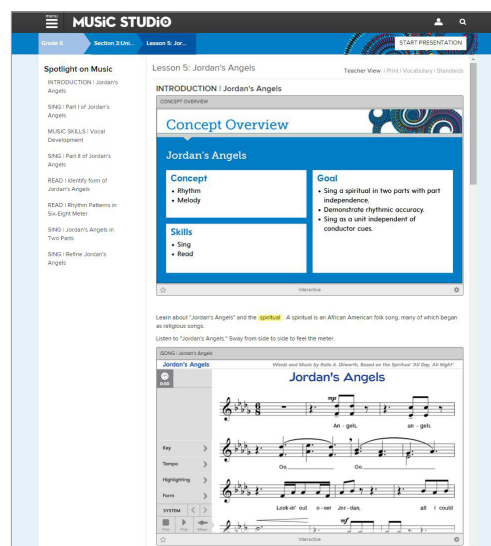 menu
MUSIC STUDIO
Grade 6
Section 3:Uni...
Lesson 5: Jor...
START PRESENTATION
Spotlight on Music
INTRODUCTION | Jordan's
Angels
SING | Part I of Jordan's
Angels
MUSIC SKILLS | Vocal
Development
SING | Part II of Jordan's
Angels
READ | Identify form of
Jordan's Angels
READ | Rhythm Patterns in
Six-Eight Meter
SING | Jordan's Angels in
Two Parts
SING | Refine Jordan's
Angels
Lesson 5: Jordan's Angels
Teacher View | Print | Vocabulary | Standards
INTRODUCTION | Jordan's Angels
CONCEPT OVERVIEW
Concept Overview
Jordan's Angels
Concept
• Rhythm
• Melody
Skills
• Sing
• Read
Goal
• Sing a spiritual in two parts with part
independence.
• Demonstrate rhythmic accuracy.
• Sing as a unit independent of
conductor cues.
Interactive
Learn about "Jordan's Angels" and the spiritual . A spiritual is an African American folk song, many of which began
as religious songs.
Listen to "Jordan's Angels." Sway from side to side to feel the meter.
iSONG | Jordan's Angels
Jordan's Angels
Words and Music by Rollo A. Dilworth, Based on the Spiritual "All Day, All Night"
0:00
Jordan's Angels
mp
An - gels, an - gels.
Key
Oo Oo
Tempo
Highlighting
Form
Look-in' out o - ver Jor - dan, all I could
SYSTEM
mf
Stop Play
Interactive